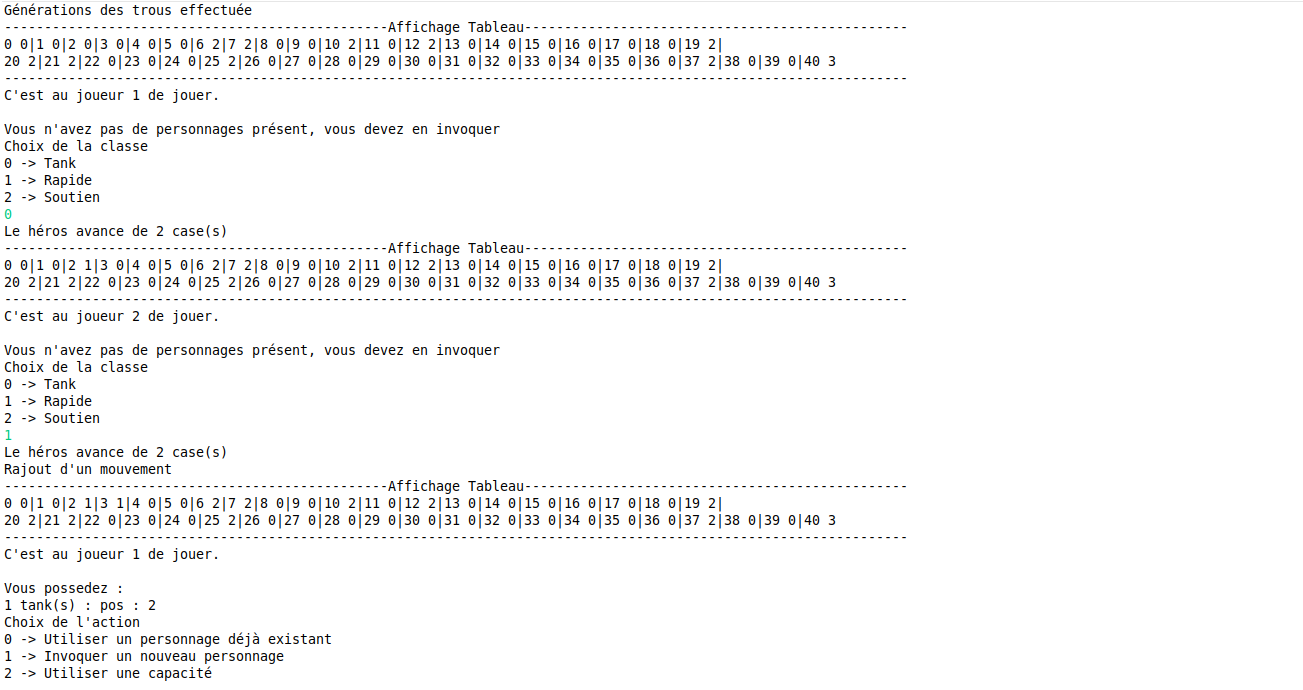 Générations des trous effectuée
------------------------------------------------Affichage Tableau------------------------------------------------
0 0|1 0|2 0|3 0|4 0|5 0|6 2|7 2|8 0|9 0|10 2|11 0|12 2|13 0|14 0|15 0|16 0|17 0|18 0|19 2|
20 2|21 2|22 0|23 0|24 0|25 2|26 0|27 0|28 0|29 0|30 0|31 0|32 0|33 0|34 0|35 0|36 0|37 2|38 0|39 0|40 3
-----------------------------------------------------------------------------------------------------------------
C'est au joueur 1 de jouer.
Vous n'avez pas de personnages présent, vous devez en invoquer
Choix de la classe
0 -> Tank
1 -> Rapide
2 -> Soutien
0
Le héros avance de 2 case(s)
------------------------------------------------Affichage Tableau------------------------------------------------
0 0|1 0|2 1|3 0|4 0|5 0|6 2|7 2|8 0|9 0|10 2|11 0|12 2|13 0|14 0|15 0|16 0|17 0|18 0|19 2|
20 2|21 2|22 0|23 0|24 0|25 2|26 0|27 0|28 0|29 0|30 0|31 0|32 0|33 0|34 0|35 0|36 0|37 2|38 0|39 0|40 3
-----------------------------------------------------------------------------------------------------------------
C'est au joueur 2 de jouer.
Vous n'avez pas de personnages présent, vous devez en invoquer
Choix de la classe
0 -> Tank
1 -> Rapide
2 -> Soutien
1
Le héros avance de 2 case(s)
Rajout d'un mouvement
------------------------------------------------Affichage Tableau------------------------------------------------
0 0|1 0|2 1|3 1|4 0|5 0|6 2|7 2|8 0|9 0|10 2|11 0|12 2|13 0|14 0|15 0|16 0|17 0|18 0|19 2|
20 2|21 2|22 0|23 0|24 0|25 2|26 0|27 0|28 0|29 0|30 0|31 0|32 0|33 0|34 0|35 0|36 0|37 2|38 0|39 0|40 3
-----------------------------------------------------------------------------------------------------------------
C'est au joueur 1 de jouer.
Vous possedez :
1 tank(s) : pos : 2
Choix de l'action
0 -> Utiliser un personnage déjà existant
1 -> Invoquer un nouveau personnage
2 -> Utiliser une capacité